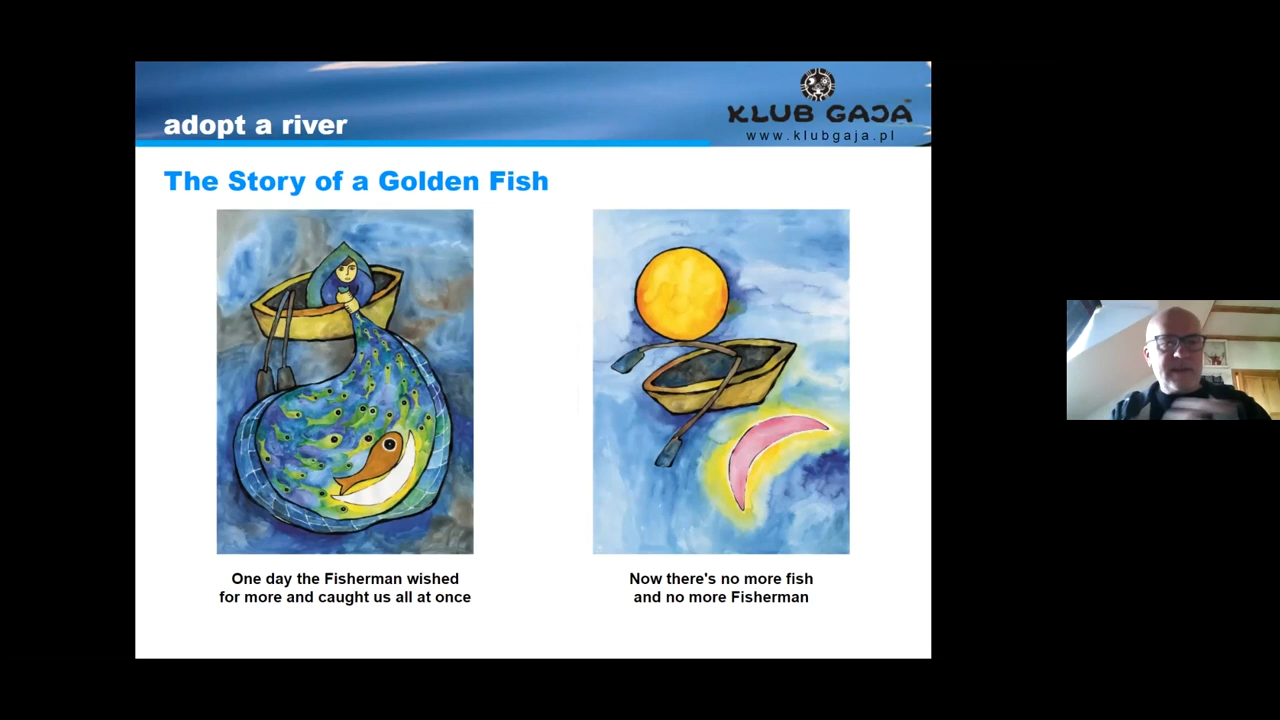 adopt a river
KLUB GAJA
www.klubgaja.pl
The Story of a Golden Fish
One day the Fisherman wished
for more and caught us all at once
Now there's no more fish
and no more Fisherman